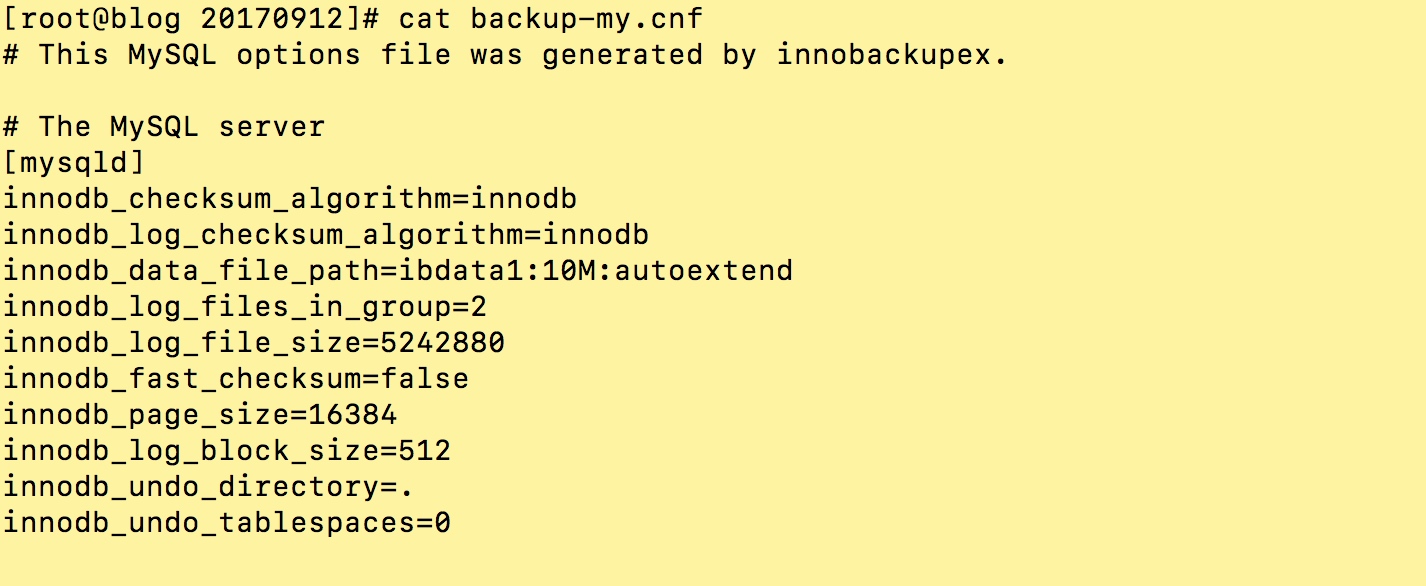 [root@blog 20170912]# cat backup-my.cnf
# This MySQL options file was generated by innobackupex.
# The MySQL server
[mysqld]
innodb_checksum_algorithm=innodb
innodb_log_checksum_algorithm=innodb
innodb_data_file_path=ibdata1:10M:autoextend
innodb_log_files_in_group=2
innodb_log_file_size=5242880
innodb_fast_checksum=false
innodb_page_size=16384
innodb_log_block_size=512
innodb_undo_directory=.
innodb_undo_tablespaces=0